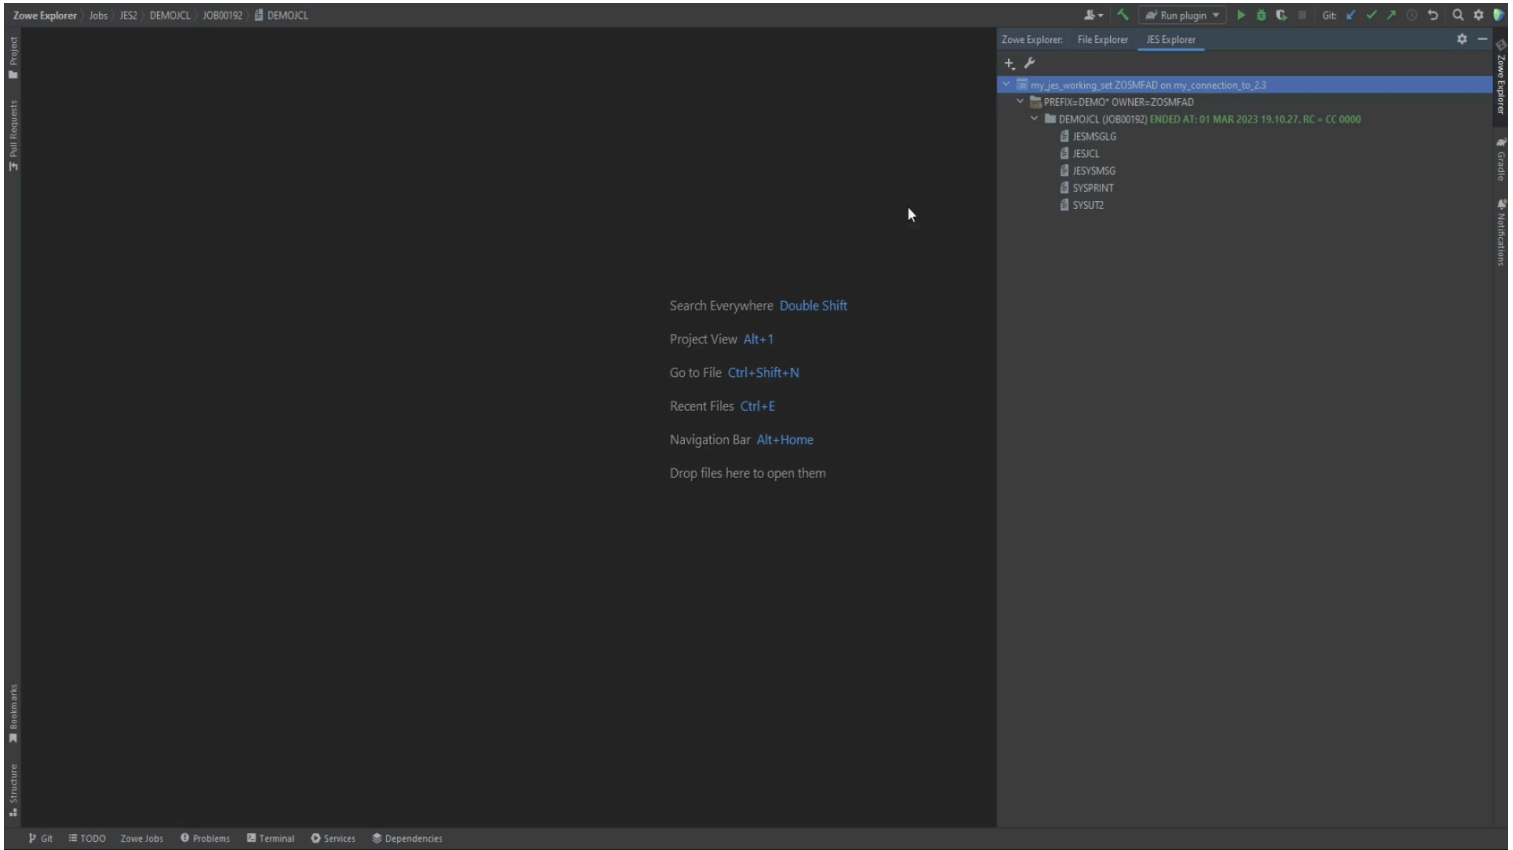 Zowe Explorer Jobs JES2 DEMOJCL JOB00192 DEMOJCL
Run plugin Git:
Zowe Explorer: File Explorer JES Explorer
my_jes_working_set ZOSMFAD on my_connection_to_2.3
PREFIX=DEMO* OWNER=ZOSMFAD
DEMOJCL (JOB00192) ENDED AT: 01 MAR 2023 19.10.27. RC = CC 0000
JESMSGLG
JESJCL
JESYSMSG
SYSPRINT
SYSUT2
Project
Pull Requests
Bookmarks
Structure
Search Everywhere Double Shift
Project View Alt+1
Go to File Ctrl+Shift+N
Recent Files Ctrl+E
Navigation Bar Alt+Home
Drop files here to open them
Zowe Explorer
Gradle
Notifications
Git TODO Zowe Jobs Problems Terminal Services Dependencies